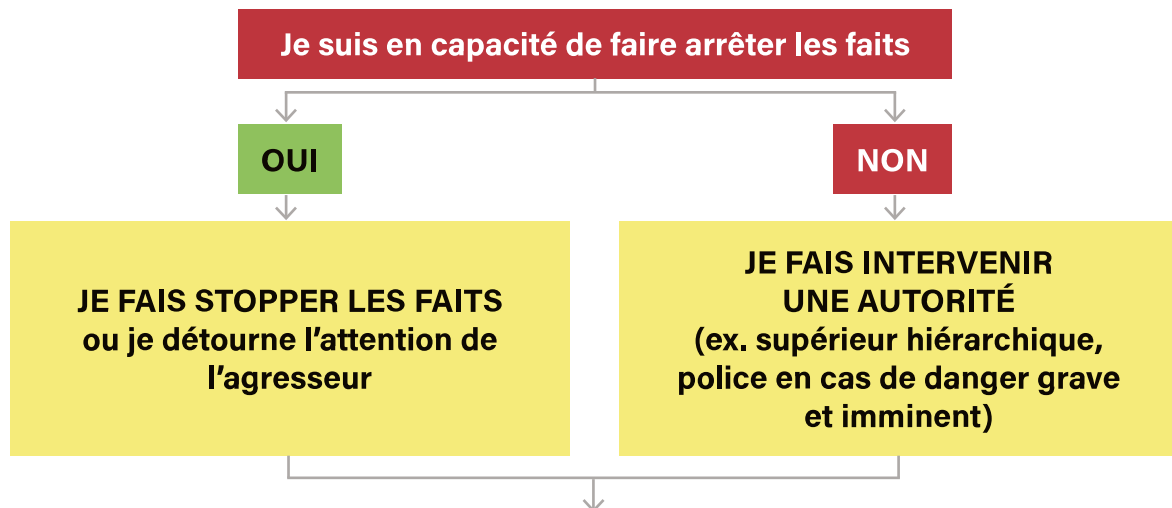 Je suis en capacité de faire arrêter les faits
OUI
NON
JE FAIS STOPPER LES FAITS
ou je détourne l’attention de
l’agresseur
JE FAIS INTERVENIR
UNE AUTORITÉ
(ex. supérieur hiérarchique,
police en cas de danger grave
et imminent)